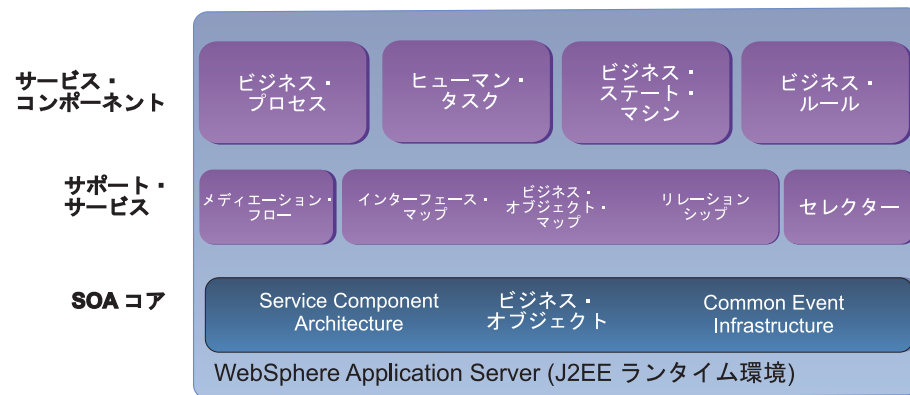 サービス・
コンポーネント
ビジネス・
プロセス
ヒューマン・
タスク
ビジネス・
ステート・
マシン
ビジネス・
ルール
サポート・
サービス
メディエーション・
フロー
インターフェース・
マップ
ビジネス・
オブジェクト・
マップ
リレーション
シップ
セレクター
SOA コア
Service Component
Architecture
ビジネス・
オブジェクト
Common Event
Infrastructure
WebSphere Application Server (J2EE ランタイム環境)